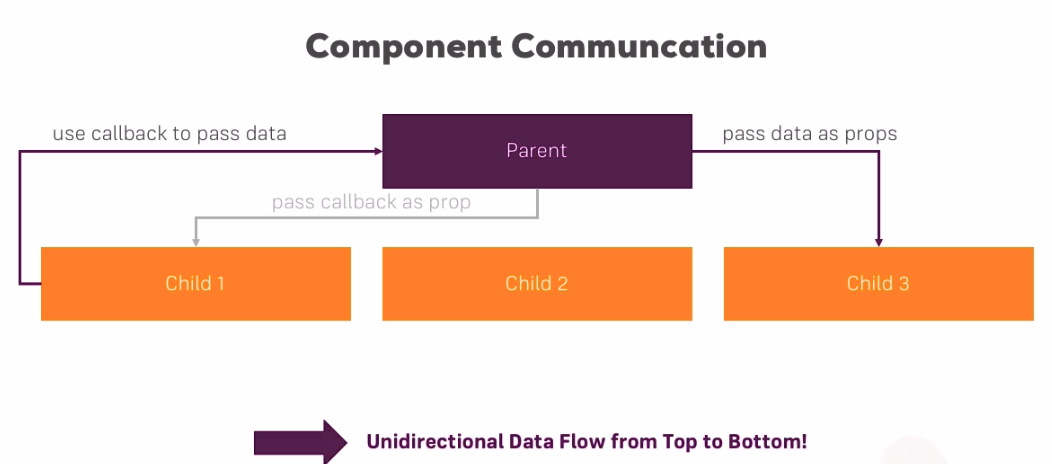 Component Communcation
use callback to pass data
Parent
pass data as props
pass callback as prop
Child 1
Child 2
Child 3
Unidirectional Data Flow from Top to Bottom!